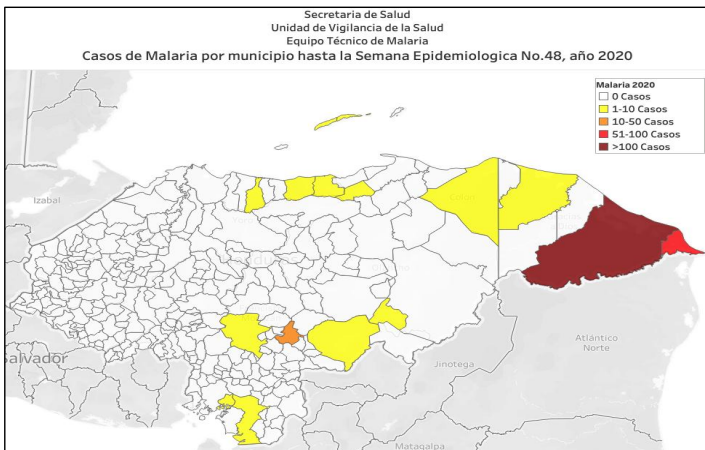 Secretaria de Salud
Unidad de Vigilancia de la Salud
Equipo Técnico de Malaria
Casos de Malaria por municipio hasta la Semana Epidemiologica No.48, año 2020
Malaria 2020
0 Casos
1-10 Casos
10-50 Casos
51-100 Casos
>100 Casos
Izabal
Colón
Salvador
Jinotega
Atlántico
Norte
Matagalpa